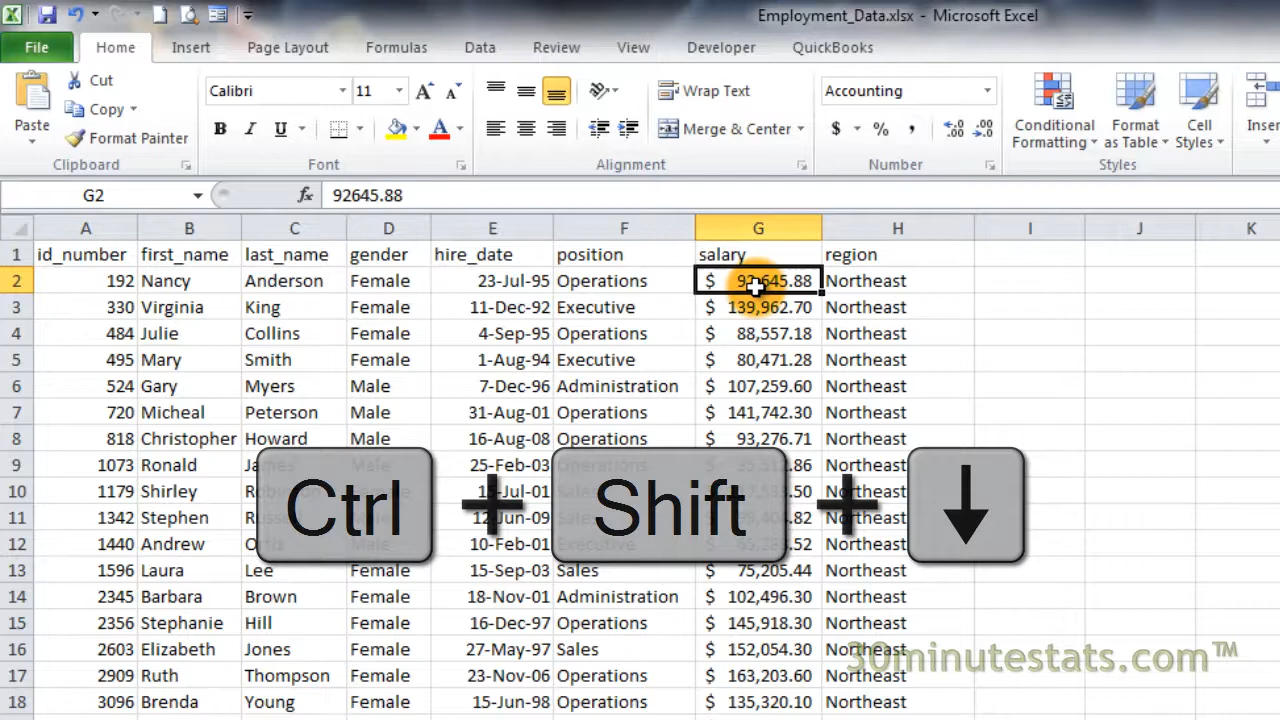 Employment_Data.xlsx - Microsoft Excel
File Home Insert Page Layout Formulas Data Review View Developer QuickBooks
Paste
Cut
Copy
Format Painter
Clipboard
Calibri 11
B I U A
Font
Wrap Text
Merge & Center
Alignment
Accounting
$ % ,
Number
Conditional Formatting
Format as Table
Cell Styles
Styles
G2 fx 92645.88
A B C D E F G H I J K
1 id_number first_name last_name gender hire_date position salary region
2 192 Nancy Anderson Female 23-Jul-95 Operations $ 92,645.88 Northeast
3 330 Virginia King Female 11-Dec-92 Executive $ 139,962.70 Northeast
4 484 Julie Collins Female 4-Sep-95 Operations $ 88,557.18 Northeast
5 495 Mary Smith Female 1-Aug-94 Executive $ 80,471.28 Northeast
6 524 Gary Myers Male 7-Dec-96 Administration $ 107,259.60 Northeast
7 720 Micheal Peterson Male 31-Aug-01 Operations $ 141,742.30 Northeast
8 818 Christopher Howard Male 16-Aug-08 Operations $ 93,276.71 Northeast
9 1073 Ronald 25-Feb-03 Northeast
10 1179 Shirley Northeast
11 1342 Stephen Northeast
12 1440 Andrew 10-Feb-01 Northeast
Ctrl + Shift + ↓
13 1596 Laura Lee Female 15-Sep-03 Sales $ 75,205.44 Northeast
14 2345 Barbara Brown Female 18-Nov-01 Administration $ 102,496.30 Northeast
15 2356 Stephanie Hill Female 16-Dec-97 Operations $ 145,918.30 Northeast
16 2603 Elizabeth Jones Female 27-May-97 Sales $ 152,054.30 Northeast
17 2909 Ruth Thompson Female 23-Nov-06 Operations $ 163,203.60 Northeast
18 3096 Brenda Young Female 15-Jun-98 Operations $ 135,320.10 Northeast
30minutestats.com™